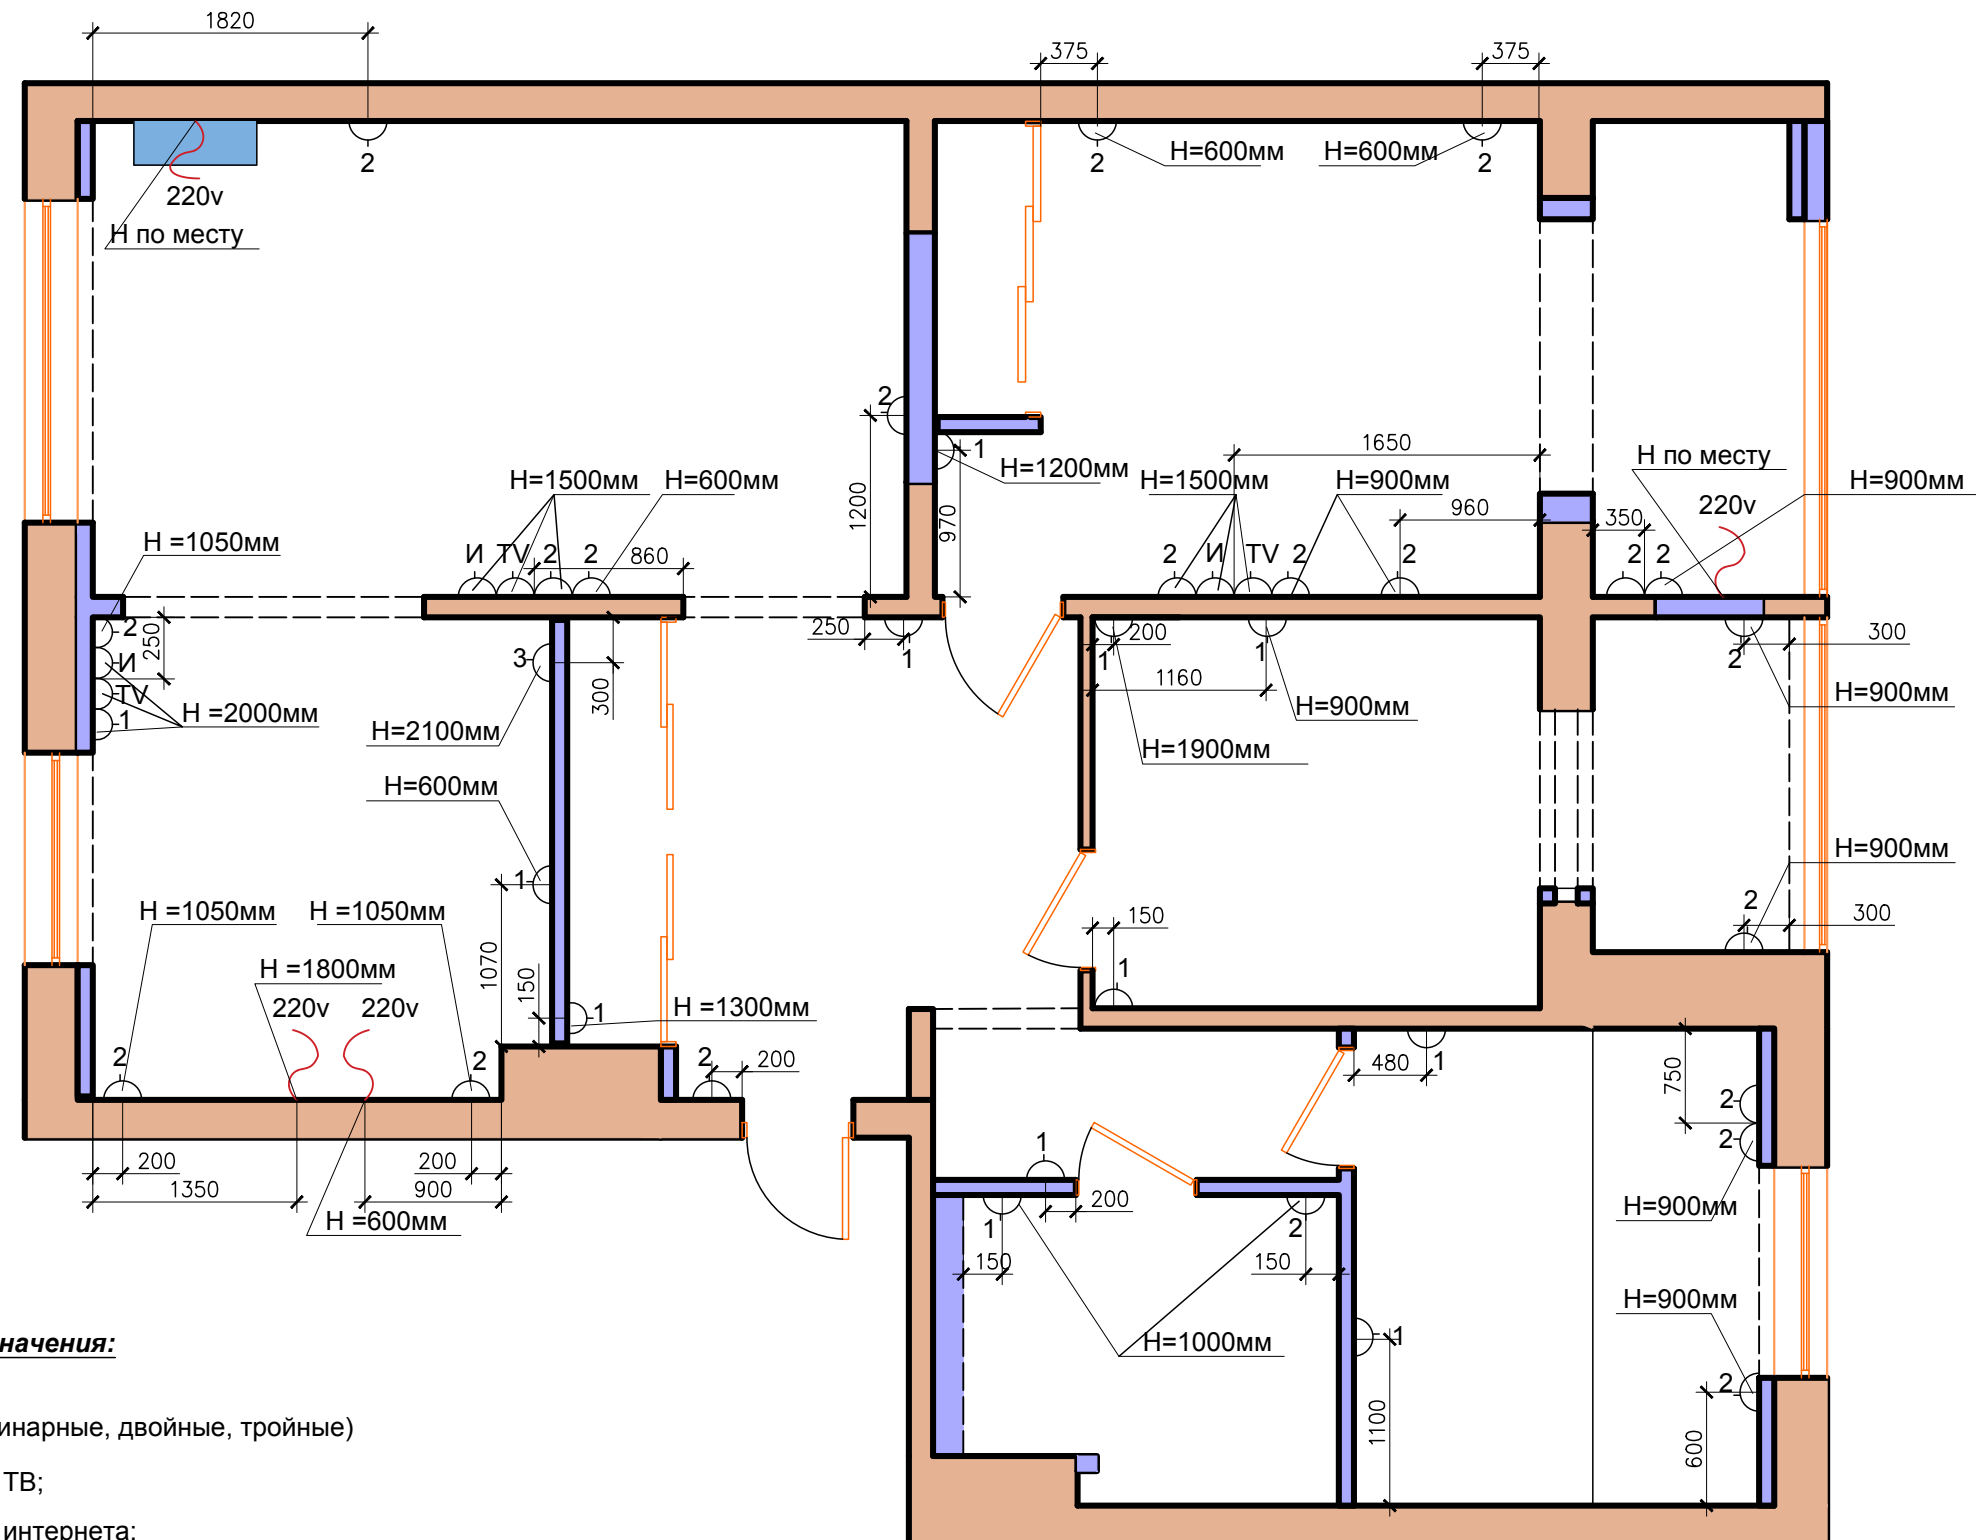 1820
375
375
2
2
2
H=600мм
H=600мм
220v
Н по месту
2
1
H=1200мм
1200
970
H=1500мм
H=600мм
И
TV
2
2
860
H=1500мм
1650
H=900мм
960
2
И
TV
2
2
Н по месту
220v
H=900мм
350
2
2
H =1050мм
2
250
И
TV
1
H =2000мм
3
300
H=2100мм
250
1
1
200
1160
1
H=900мм
H=1900мм
2
300
H=900мм
H=600мм
1
1070
H =1050мм
H =1050мм
H =1800мм
220v
220v
2
2
150
1
H =1300мм
2
200
150
1
H=900мм
2
300
200
1350
200
900
H =600мм
480
1
750
2
2
H=900мм
1
200
1
2
150
150
H=1000мм
1
1100
H=900мм
2
600
начения:
инарные, двойные, тройные)
ТВ;
интернета;